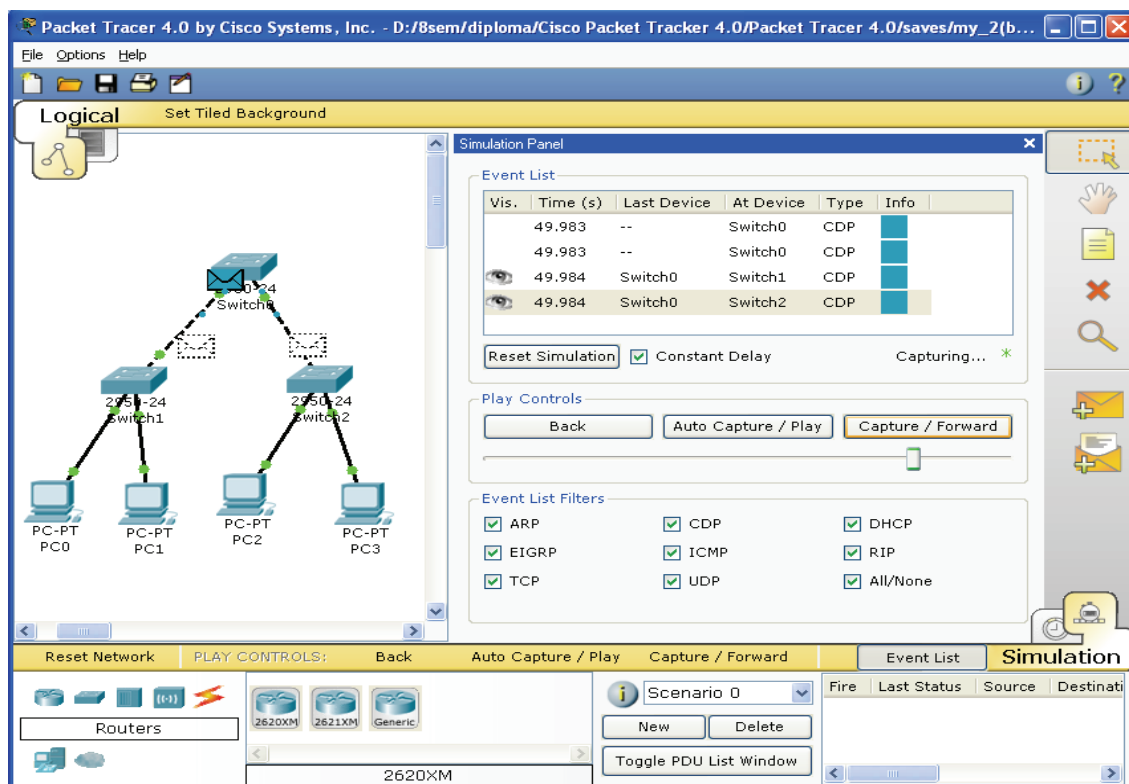 Packet Tracer 4.0 by Cisco Systems, Inc. - D:/8sem/diploma/Cisco Packet Tracker 4.0/Packet Tracer 4.0/saves/my_2(b...
File Options Help
Logical Set Tiled Background
Simulation Panel
Event List
Vis. Time (s) Last Device At Device Type Info
49.983 -- Switch0 CDP
49.983 -- Switch0 CDP
49.984 Switch0 Switch1 CDP
49.984 Switch0 Switch2 CDP
Reset Simulation Constant Delay Capturing... *
Play Controls
Back Auto Capture / Play Capture / Forward
Event List Filters
ARP CDP DHCP
EIGRP ICMP RIP
TCP UDP All/None
2950-24
Switch0
2950-24
Switch1
2950-24
Switch2
PC-PT
PC0
PC-PT
PC1
PC-PT
PC2
PC-PT
PC3
Reset Network PLAY CONTROLS: Back Auto Capture / Play Capture / Forward Event List Simulation
Routers
2620XM 2621XM Generic
2620XM
Scenario 0
New Delete
Toggle PDU List Window
Fire Last Status Source Destinati